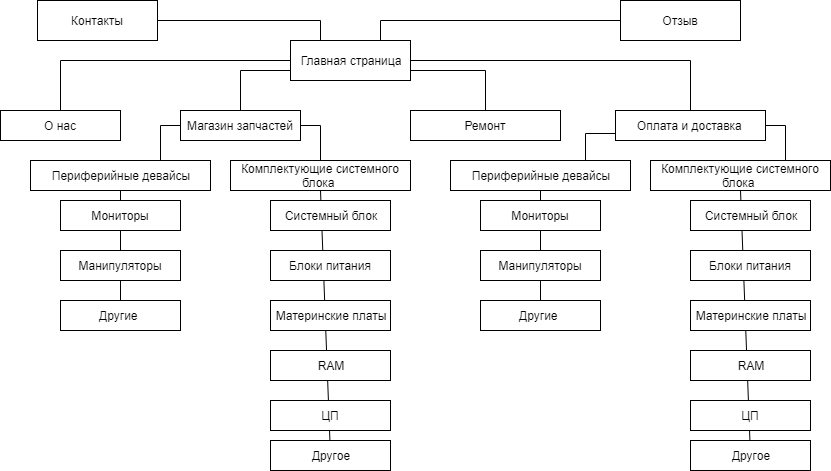 Контакты
Отзыв
Главная страница
О нас
Магазин запчастей
Ремонт
Оплата и доставка
Периферийные девайсы
Комплектующие системного
блока
Периферийные девайсы
Комплектующие системного
блока
Мониторы
Системный блок
Мониторы
Системный блок
Манипуляторы
Блоки питания
Манипуляторы
Блоки питания
Другие
Материнские платы
Другие
Материнские платы
RAM
RAM
ЦП
ЦП
Другое
Другое